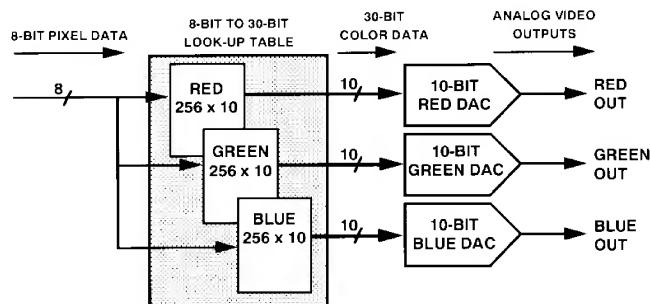 8-BIT PIXEL DATA
8-BIT TO 30-BIT
LOOK-UP TABLE
30-BIT
COLOR DATA
ANALOG VIDEO
OUTPUTS
8
RED
256 x 10
10
10-BIT
RED DAC
RED
OUT
GREEN
256 x 10
10
10-BIT
GREEN DAC
GREEN
OUT
BLUE
256 x 10
10
10-BIT
BLUE DAC
BLUE
OUT